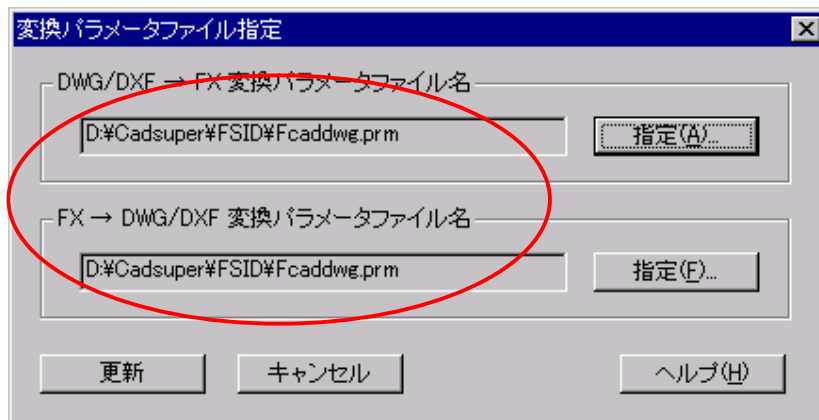 変換パラメータファイル指定
DWG/DXF → FX 変換パラメータファイル名
D:¥Cadsuper¥FSID¥Fcaddwg.prm
指定(A)...
FX → DWG/DXF 変換パラメータファイル名
D:¥Cadsuper¥FSID¥Fcaddwg.prm
指定(F)...
更新
キャンセル
ヘルプ(H)